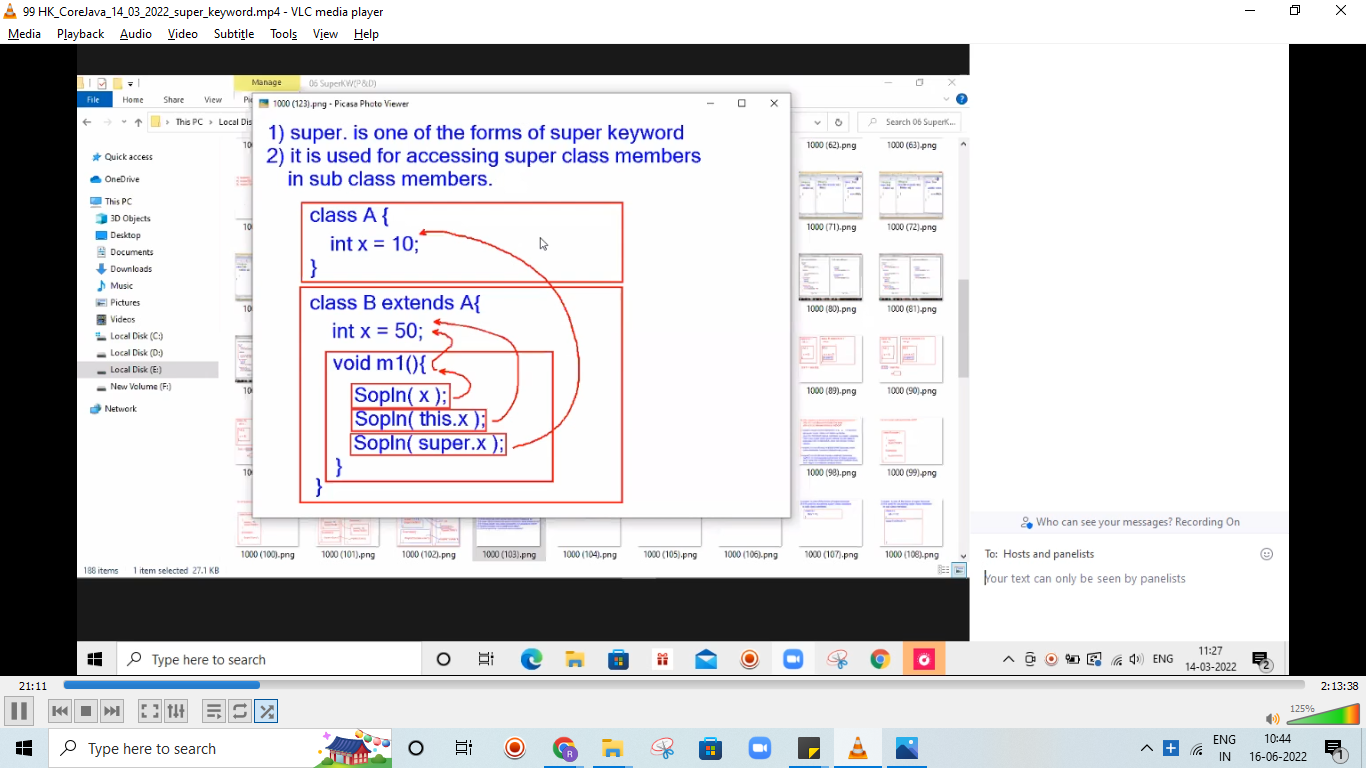 99 HK_CoreJava_14_03_2022_super_keyword.mp4 - VLC media player
Media Playback Audio Video Subtitle Tools View Help
Manage 06 SuperKW(P&D)
File Home Share View
This PC Local Dis
Search 06 SuperK...
1000 (123).png - Picasa Photo Viewer
1) super. is one of the forms of super keyword
2) it is used for accessing super class members
in sub class members.
class A {
int x = 10;
}
class B extends A{
int x = 50;
void m1(){
Sopln( x );
Sopln( this.x );
Sopln( super.x );
}
}
Quick access
OneDrive
This PC
3D Objects
Desktop
Documents
Downloads
Music
Pictures
Videos
Local Disk (C:)
Local Disk (D:)
Local Disk (E:)
New Volume (F:)
Network
1000 (62).png 1000 (63).png
1000 (71).png 1000 (72).png
1000 (80).png 1000 (81).png
1000 (89).png 1000 (90).png
1000 (98).png 1000 (99).png
1000 (100).png 1000 (101).png 1000 (102).png 1000 (103).png 1000 (104).png 1000 (105).png 1000 (106).png 1000 (107).png 1000 (108).png
188 items 1 item selected 27.1 KB
Who can see your messages? Recording On
To: Hosts and panelists
Your text can only be seen by panelists
Type here to search
ENG
11:27
14-03-2022
2
21:11
2:13:38
125%
Type here to search
ENG
IN
10:44
16-06-2022
1